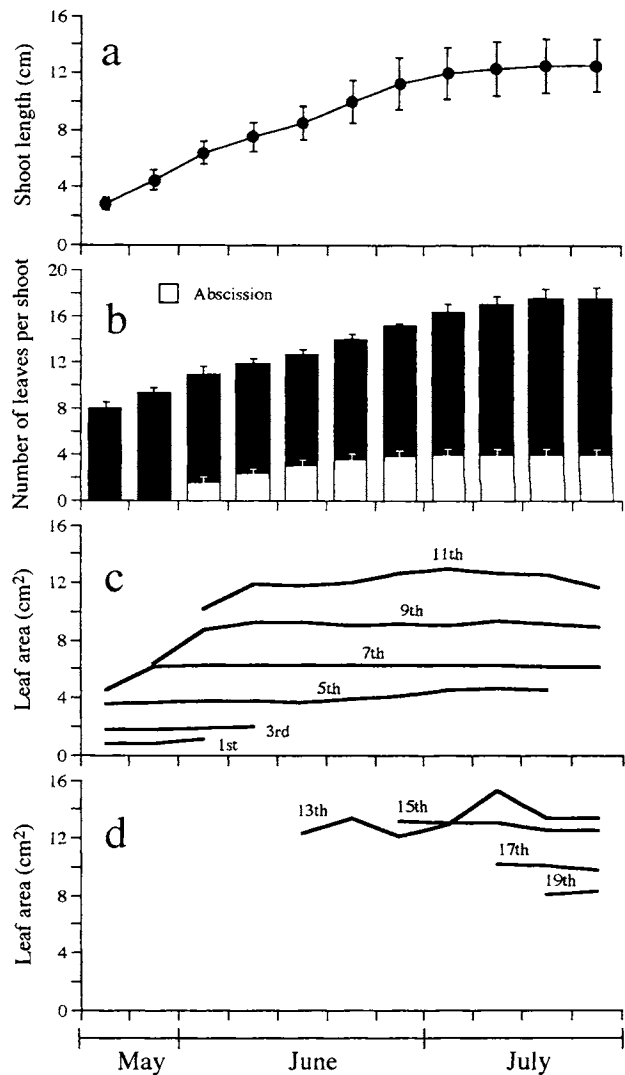 16
a
12
8
4
0
Shoot length (cm)
20
Abscission
b
16
12
8
4
0
Number of leaves per shoot
16
c
12
8
4
0
Leaf area (cm²)
11th
9th
7th
5th
3rd
1st
16
d
12
8
4
0
Leaf area (cm²)
13th
15th
17th
19th
May June July